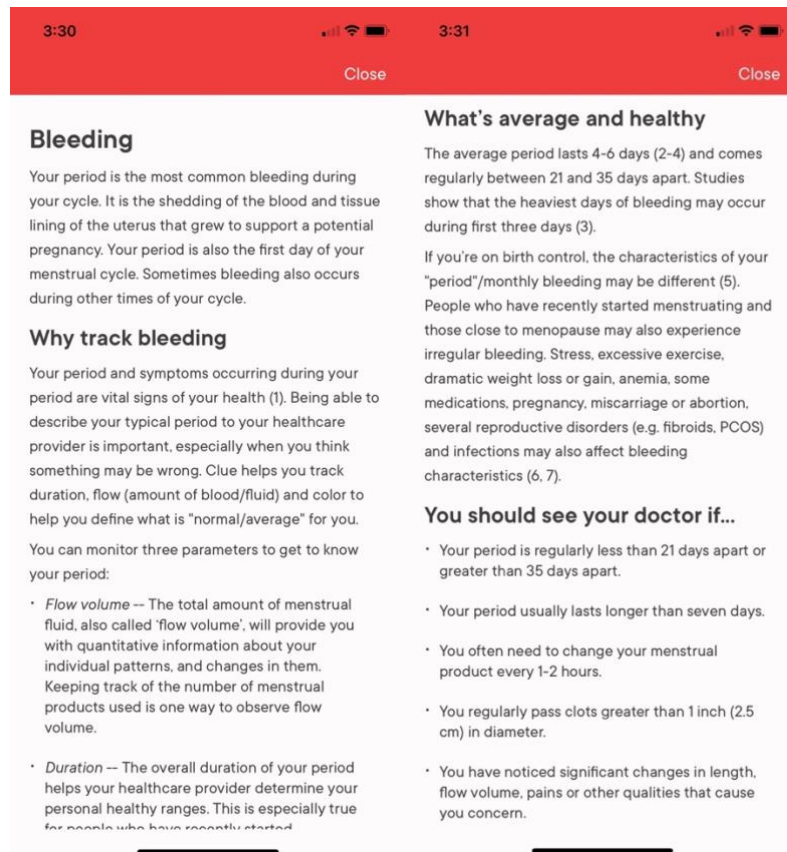 3:30
Close
Bleeding
Your period is the most common bleeding during
your cycle. It is the shedding of the blood and tissue
lining of the uterus that grew to support a potential
pregnancy. Your period is also the first day of your
menstrual cycle. Sometimes bleeding also occurs
during other times of your cycle.
Why track bleeding
Your period and symptoms occurring during your
period are vital signs of your health (1). Being able to
describe your typical period to your healthcare
provider is important, especially when you think
something may be wrong. Clue helps you track
duration, flow (amount of blood/fluid) and color to
help you define what is "normal/average" for you.
You can monitor three parameters to get to know
your period:
· Flow volume -- The total amount of menstrual
fluid, also called 'flow volume', will provide you
with quantitative information about your
individual patterns, and changes in them.
Keeping track of the number of menstrual
products used is one way to observe flow
volume.
· Duration -- The overall duration of your period
helps your healthcare provider determine your
personal healthy ranges. This is especially true
for people who have recently started
3:31
Close
What's average and healthy
The average period lasts 4-6 days (2-4) and comes
regularly between 21 and 35 days apart. Studies
show that the heaviest days of bleeding may occur
during first three days (3).
If you're on birth control, the characteristics of your
"period"/monthly bleeding may be different (5).
People who have recently started menstruating and
those close to menopause may also experience
irregular bleeding. Stress, excessive exercise,
dramatic weight loss or gain, anemia, some
medications, pregnancy, miscarriage or abortion,
several reproductive disorders (e.g. fibroids, PCOS)
and infections may also affect bleeding
characteristics (6, 7).
You should see your doctor if...
· Your period is regularly less than 21 days apart or
greater than 35 days apart.
· Your period usually lasts longer than seven days.
· You often need to change your menstrual
product every 1-2 hours.
· You regularly pass clots greater than 1 inch (2.5
cm) in diameter.
· You have noticed significant changes in length,
flow volume, pains or other qualities that cause
you concern.